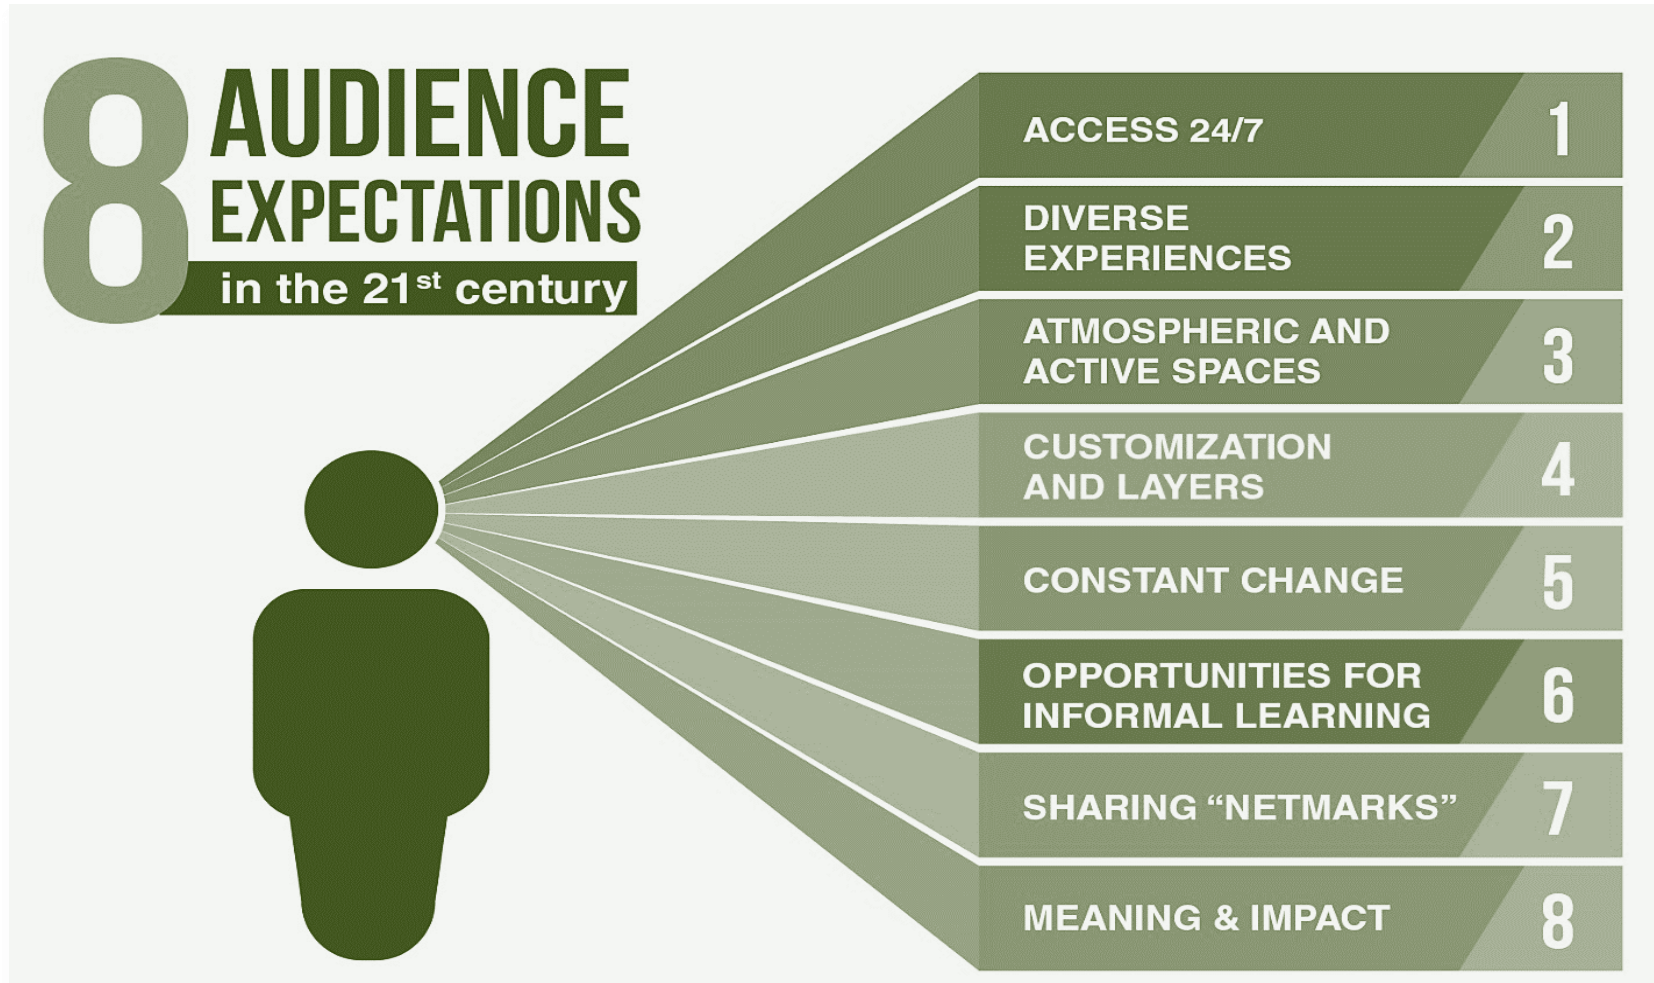 8 AUDIENCE
EXPECTATIONS
in the 21st century
ACCESS 24/7
1
DIVERSE
EXPERIENCES
2
ATMOSPHERIC AND
ACTIVE SPACES
3
CUSTOMIZATION
AND LAYERS
4
CONSTANT CHANGE
5
OPPORTUNITIES FOR
INFORMAL LEARNING
6
SHARING “NETMARKS”
7
MEANING & IMPACT
8